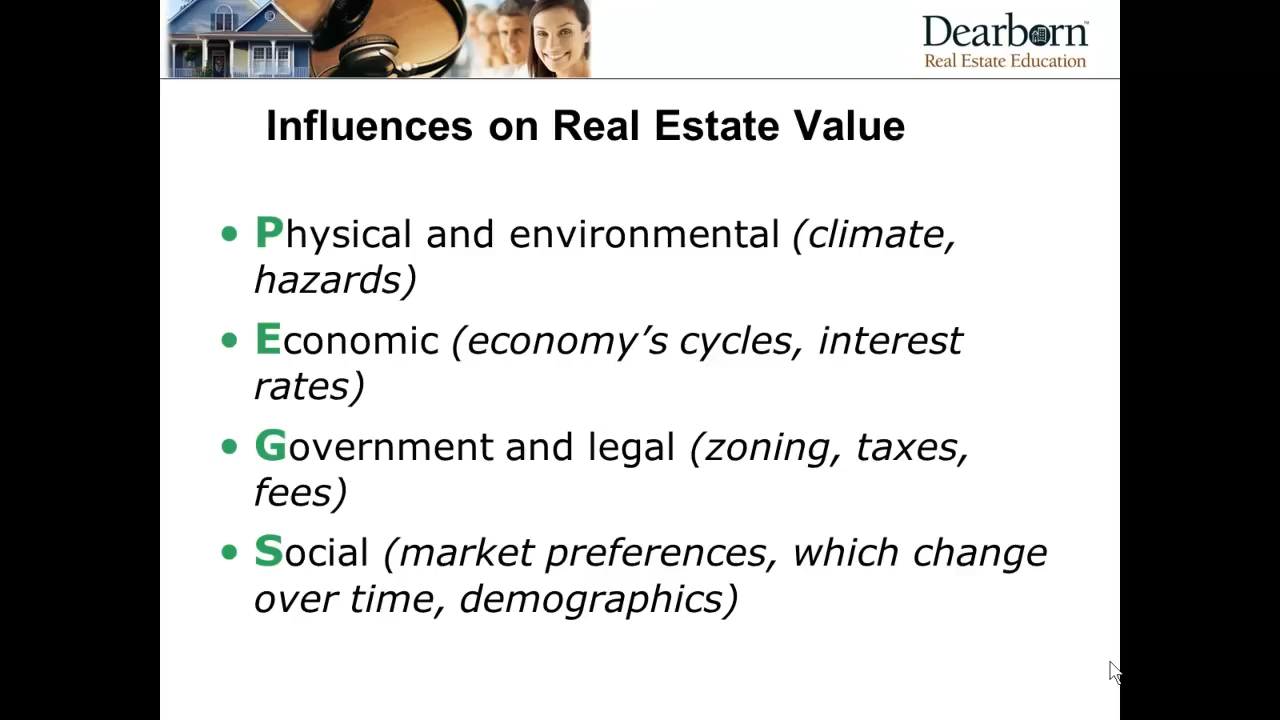 Dearborn™
Real Estate Education
Influences on Real Estate Value
• Physical and environmental (climate,
hazards)
• Economic (economy’s cycles, interest
rates)
• Government and legal (zoning, taxes,
fees)
• Social (market preferences, which change
over time, demographics)